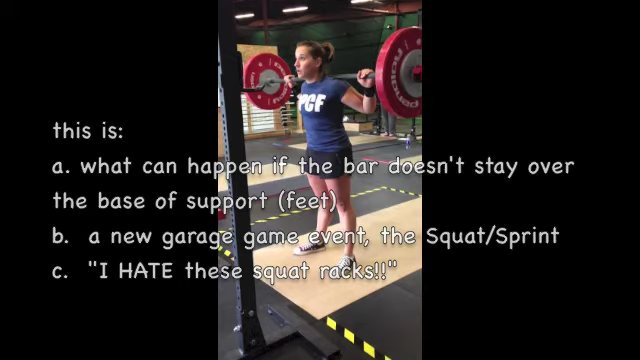 PCF
pendlay
this is:
a. what can happen if the bar doesn't stay over
the base of support (feet)
b. a new garage game event, the Squat/Sprint
c. "I HATE these squat racks!!"